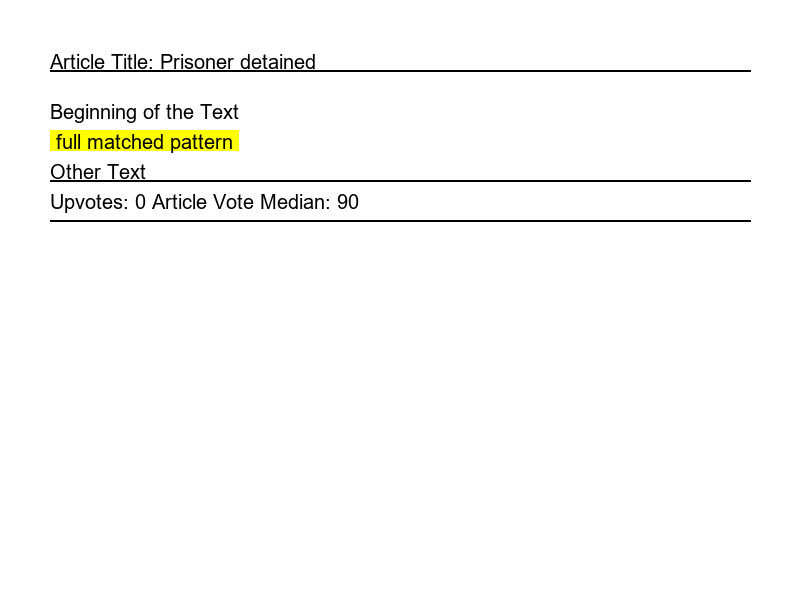 Article Title: Prisoner detained
Beginning of the Text
full matched pattern
Other Text
Upvotes: 0 Article Vote Median: 90